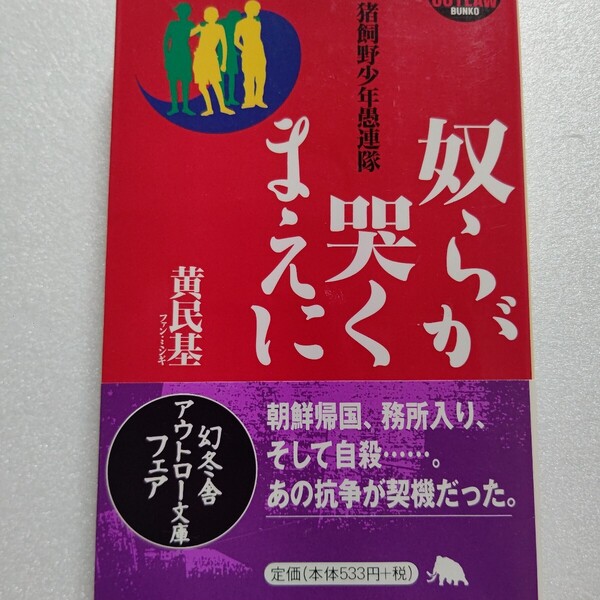 OUTLAW
BUNKO
猪飼野少年愚連隊
奴らが
哭く
まえに
黄民基
ファン・ミンギ
朝鮮帰国、務所入り、
そして自殺……。
あの抗争が契機だった。
幻冬舎
アウトロー文庫
フェア
定価(本体533円+税)